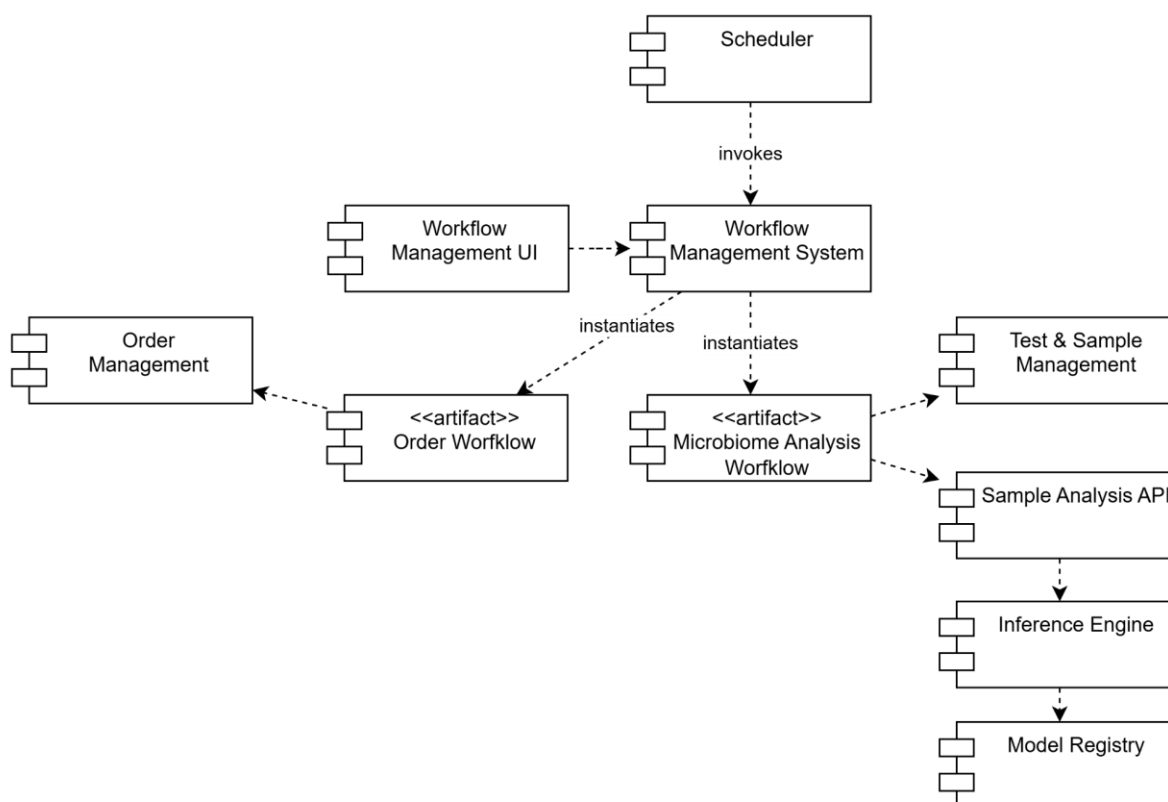 Scheduler
invokes
Workflow
Management UI
Workflow
Management System
instantiates
instantiates
Order
Management
Test & Sample
Management
<<artifact>>
Order Worfklow
<<artifact>>
Microbiome Analysis
Worfklow
Sample Analysis API
Inference Engine
Model Registry